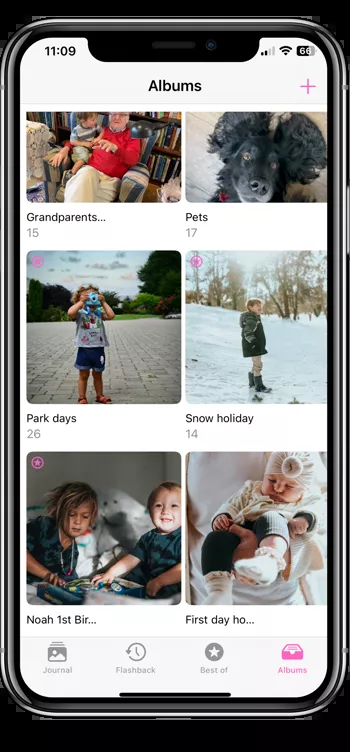 11:09
66
Albums
Grandparents...
15
Pets
17
Park days
26
Snow holiday
14
Noah 1st Bir...
First day ho...
Journal
Flashback
Best of
Albums